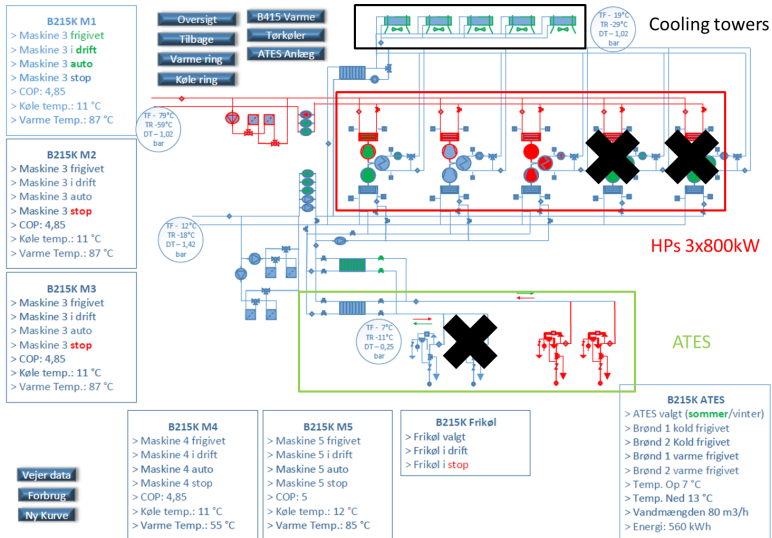 B215K M1
> Maskine 3 frigivet
> Maskine 3 i drift
> Maskine 3 auto
> Maskine 3 stop
> COP: 4,85
> Køle temp.: 11 °C
> Varme Temp.: 87 °C
Oversigt
Tilbage
Varme ring
Køle ring
B415 Varme
Tørkøler
ATES Anlæg
TF - 19°C
TR -29°C
DT – 1,02
bar
Cooling towers
TF - 79°C
TR -59°C
DT – 1,02
bar
B215K M2
> Maskine 3 frigivet
> Maskine 3 i drift
> Maskine 3 auto
> Maskine 3 stop
> COP: 4,85
> Køle temp.: 11 °C
> Varme Temp.: 87 °C
TF - 12°C
TR -18°C
DT – 1,42
bar
HPs 3x800kW
B215K M3
> Maskine 3 frigivet
> Maskine 3 i drift
> Maskine 3 auto
> Maskine 3 stop
> COP: 4,85
> Køle temp.: 11 °C
> Varme Temp.: 87 °C
TF - 7°C
TR -11°C
DT – 0,25
bar
ATES
B215K M4
> Maskine 4 frigivet
> Maskine 4 i drift
> Maskine 4 auto
> Maskine 4 stop
> COP: 4,85
> Køle temp.: 11 °C
> Varme Temp.: 55 °C
B215K M5
> Maskine 5 frigivet
> Maskine 5 i drift
> Maskine 5 auto
> Maskine 5 stop
> COP: 5
> Køle temp.: 12 °C
> Varme Temp.: 85 °C
B215K Frikøl
> Frikøl valgt
> Frikøl i drift
> Frikøl i stop
B215K ATES
> ATES valgt (sommer/vinter)
> Brønd 1 kold frigivet
> Brønd 2 Kold frigivet
> Brønd 1 varme frigivet
> Brønd 2 varme frigivet
> Temp. Op 7 °C
> Temp. Ned 13 °C
> Vandmængden 80 m3/h
> Energi: 560 kWh
Vejer data
Forbrug
Ny Kurve